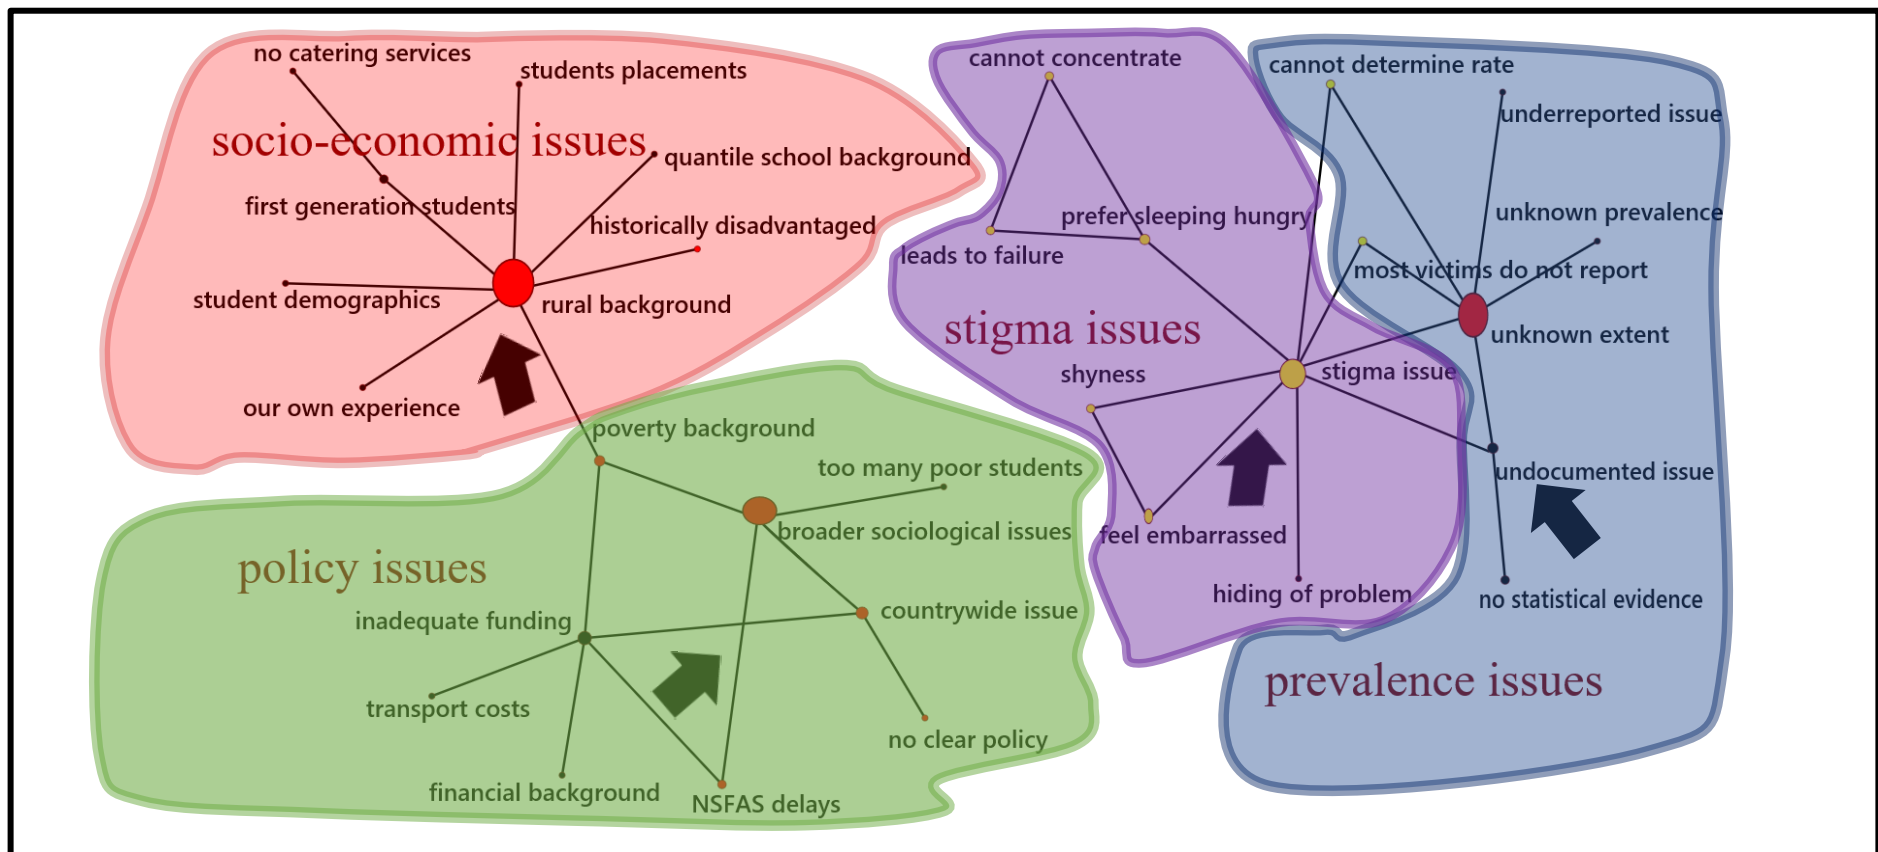 no catering services
students placements
socio-economic issues
quantile school background
first generation students
historically disadvantaged
student demographics
rural background
our own experience
poverty background
too many poor students
broader sociological issues
policy issues
inadequate funding
countrywide issue
transport costs
no clear policy
financial background
NSFAS delays
cannot concentrate
prefer sleeping hungry
leads to failure
stigma issues
shyness
stigma issue
feel embarrassed
hiding of problem
cannot determine rate
underreported issue
unknown prevalence
most victims do not report
unknown extent
undocumented issue
no statistical evidence
prevalence issues